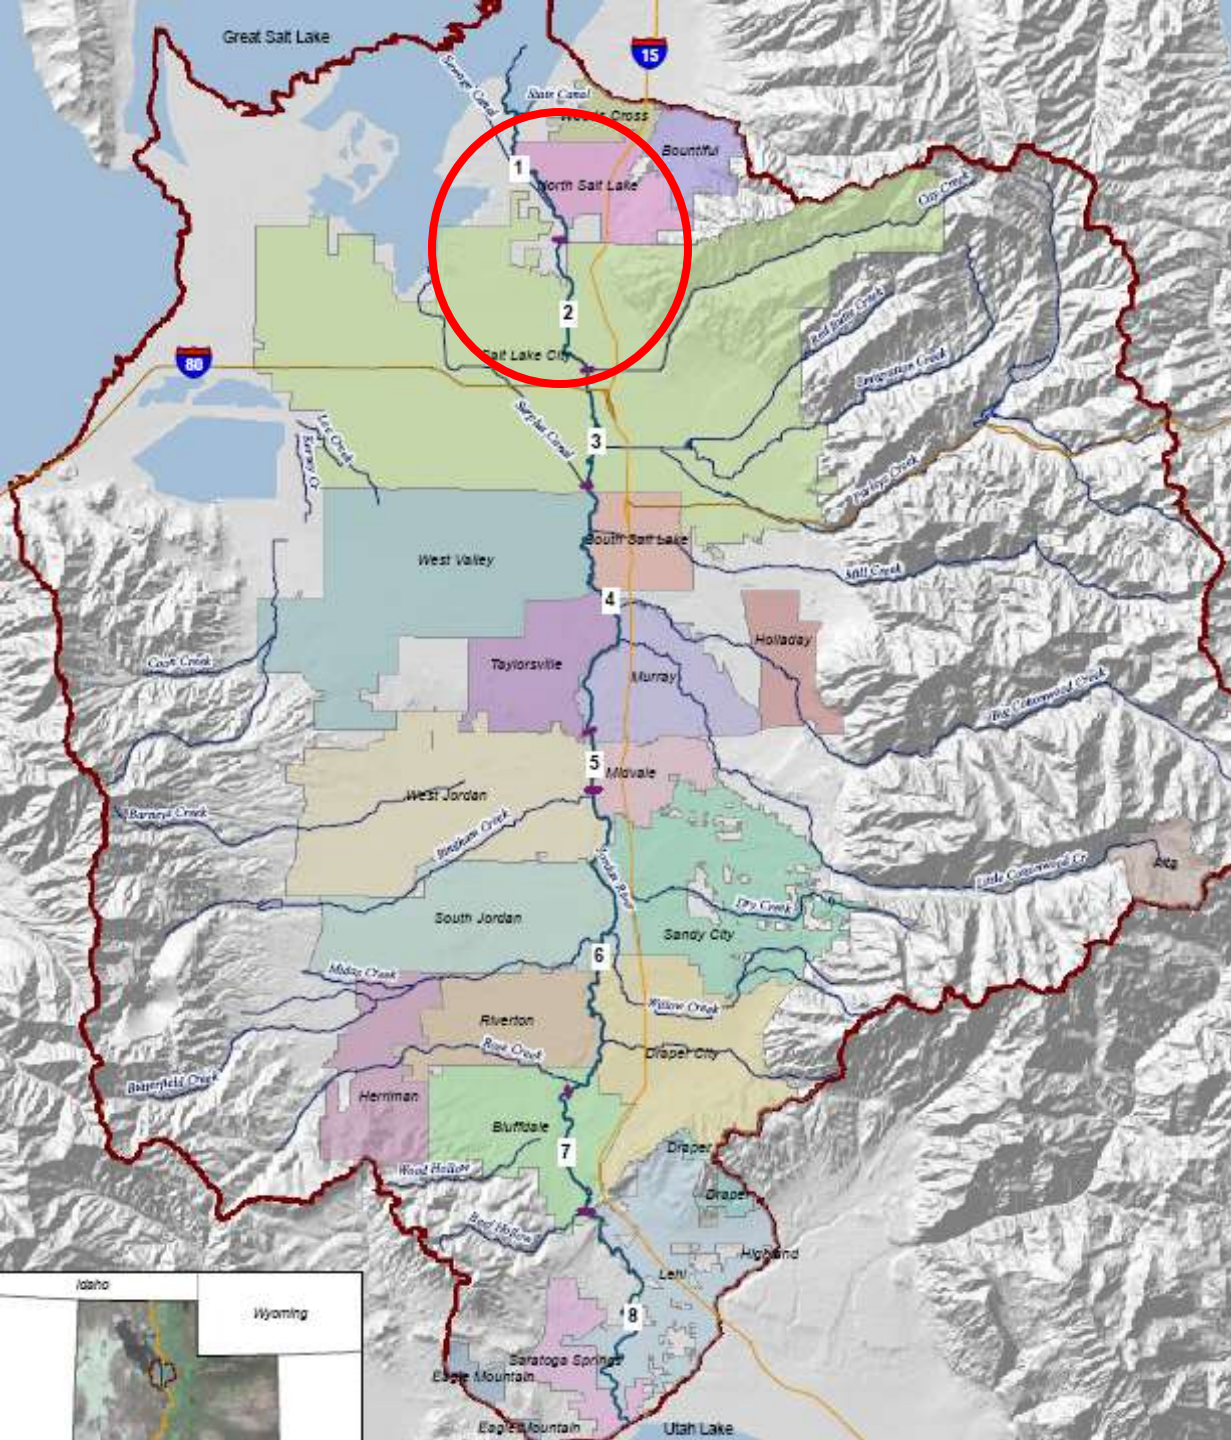 Great Salt Lake
15
Sewage Canal
State Canal
Woods Cross
Bountiful
1
North Salt Lake
City Creek
2
Red Butte Creek
Salt Lake City
80
Emigration Creek
Surplus Canal
Lee Creek
Kersey Cr
3
Parleys Creek
South Salt Lake
West Valley
Mill Creek
4
Holladay
Coon Creek
Taylorsville
Murray
Big Cottonwood Creek
5
Midvale
West Jordan
Barneys Creek
Bingham Creek
Jordan River
Little Cottonwood Cr
Alta
Dry Creek
South Jordan
Sandy City
6
Midas Creek
Willow Creek
Riverton
Rose Creek
Draper City
Butterfield Creek
Herriman
Bluffdale
Draper
7
Wood Hollow
Draper
Beef Hollow
Highland
Lehi
Idaho
Wyoming
8
Saratoga Springs
Eagle Mountain
Eagle Mountain
Utah Lake